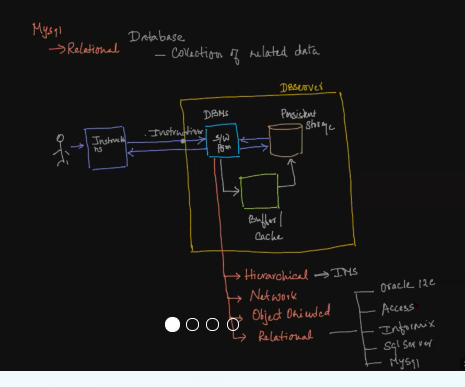 Mysql
→ Relational
Database
— Collection of related data
DBServer
DBMS
Persistent
Storage
Instructions
Instruction
S/W
Pgm
Buffer/
Cache
→ Hierarchical → IMS
→ Network
→ Object Oriented
→ Relational
Oracle 12c
Access
Informix
Sql Server
Mysql